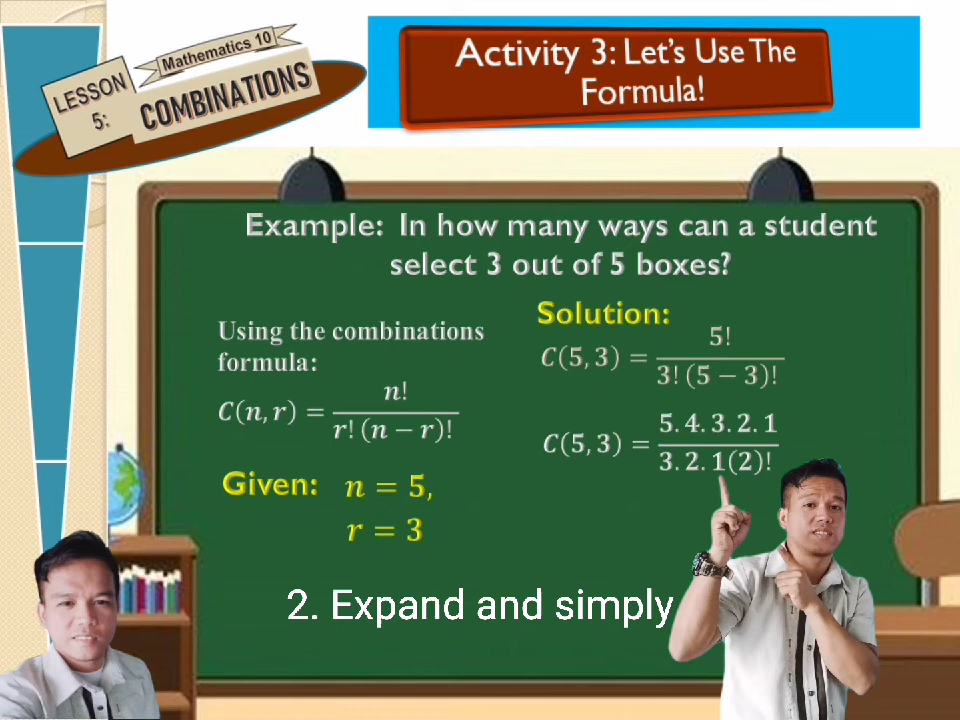 Mathematics 10
LESSON
5:
COMBINATIONS
Activity 3: Let's Use The
Formula!
Example: In how many ways can a student
select 3 out of 5 boxes?
Using the combinations
formula:
C(n, r) = n! / r! (n − r)!
Given: n = 5,
r = 3
Solution:
C(5, 3) = 5! / 3! (5 − 3)!
C(5, 3) = 5. 4. 3. 2. 1 / 3. 2. 1(2)!
2. Expand and simply